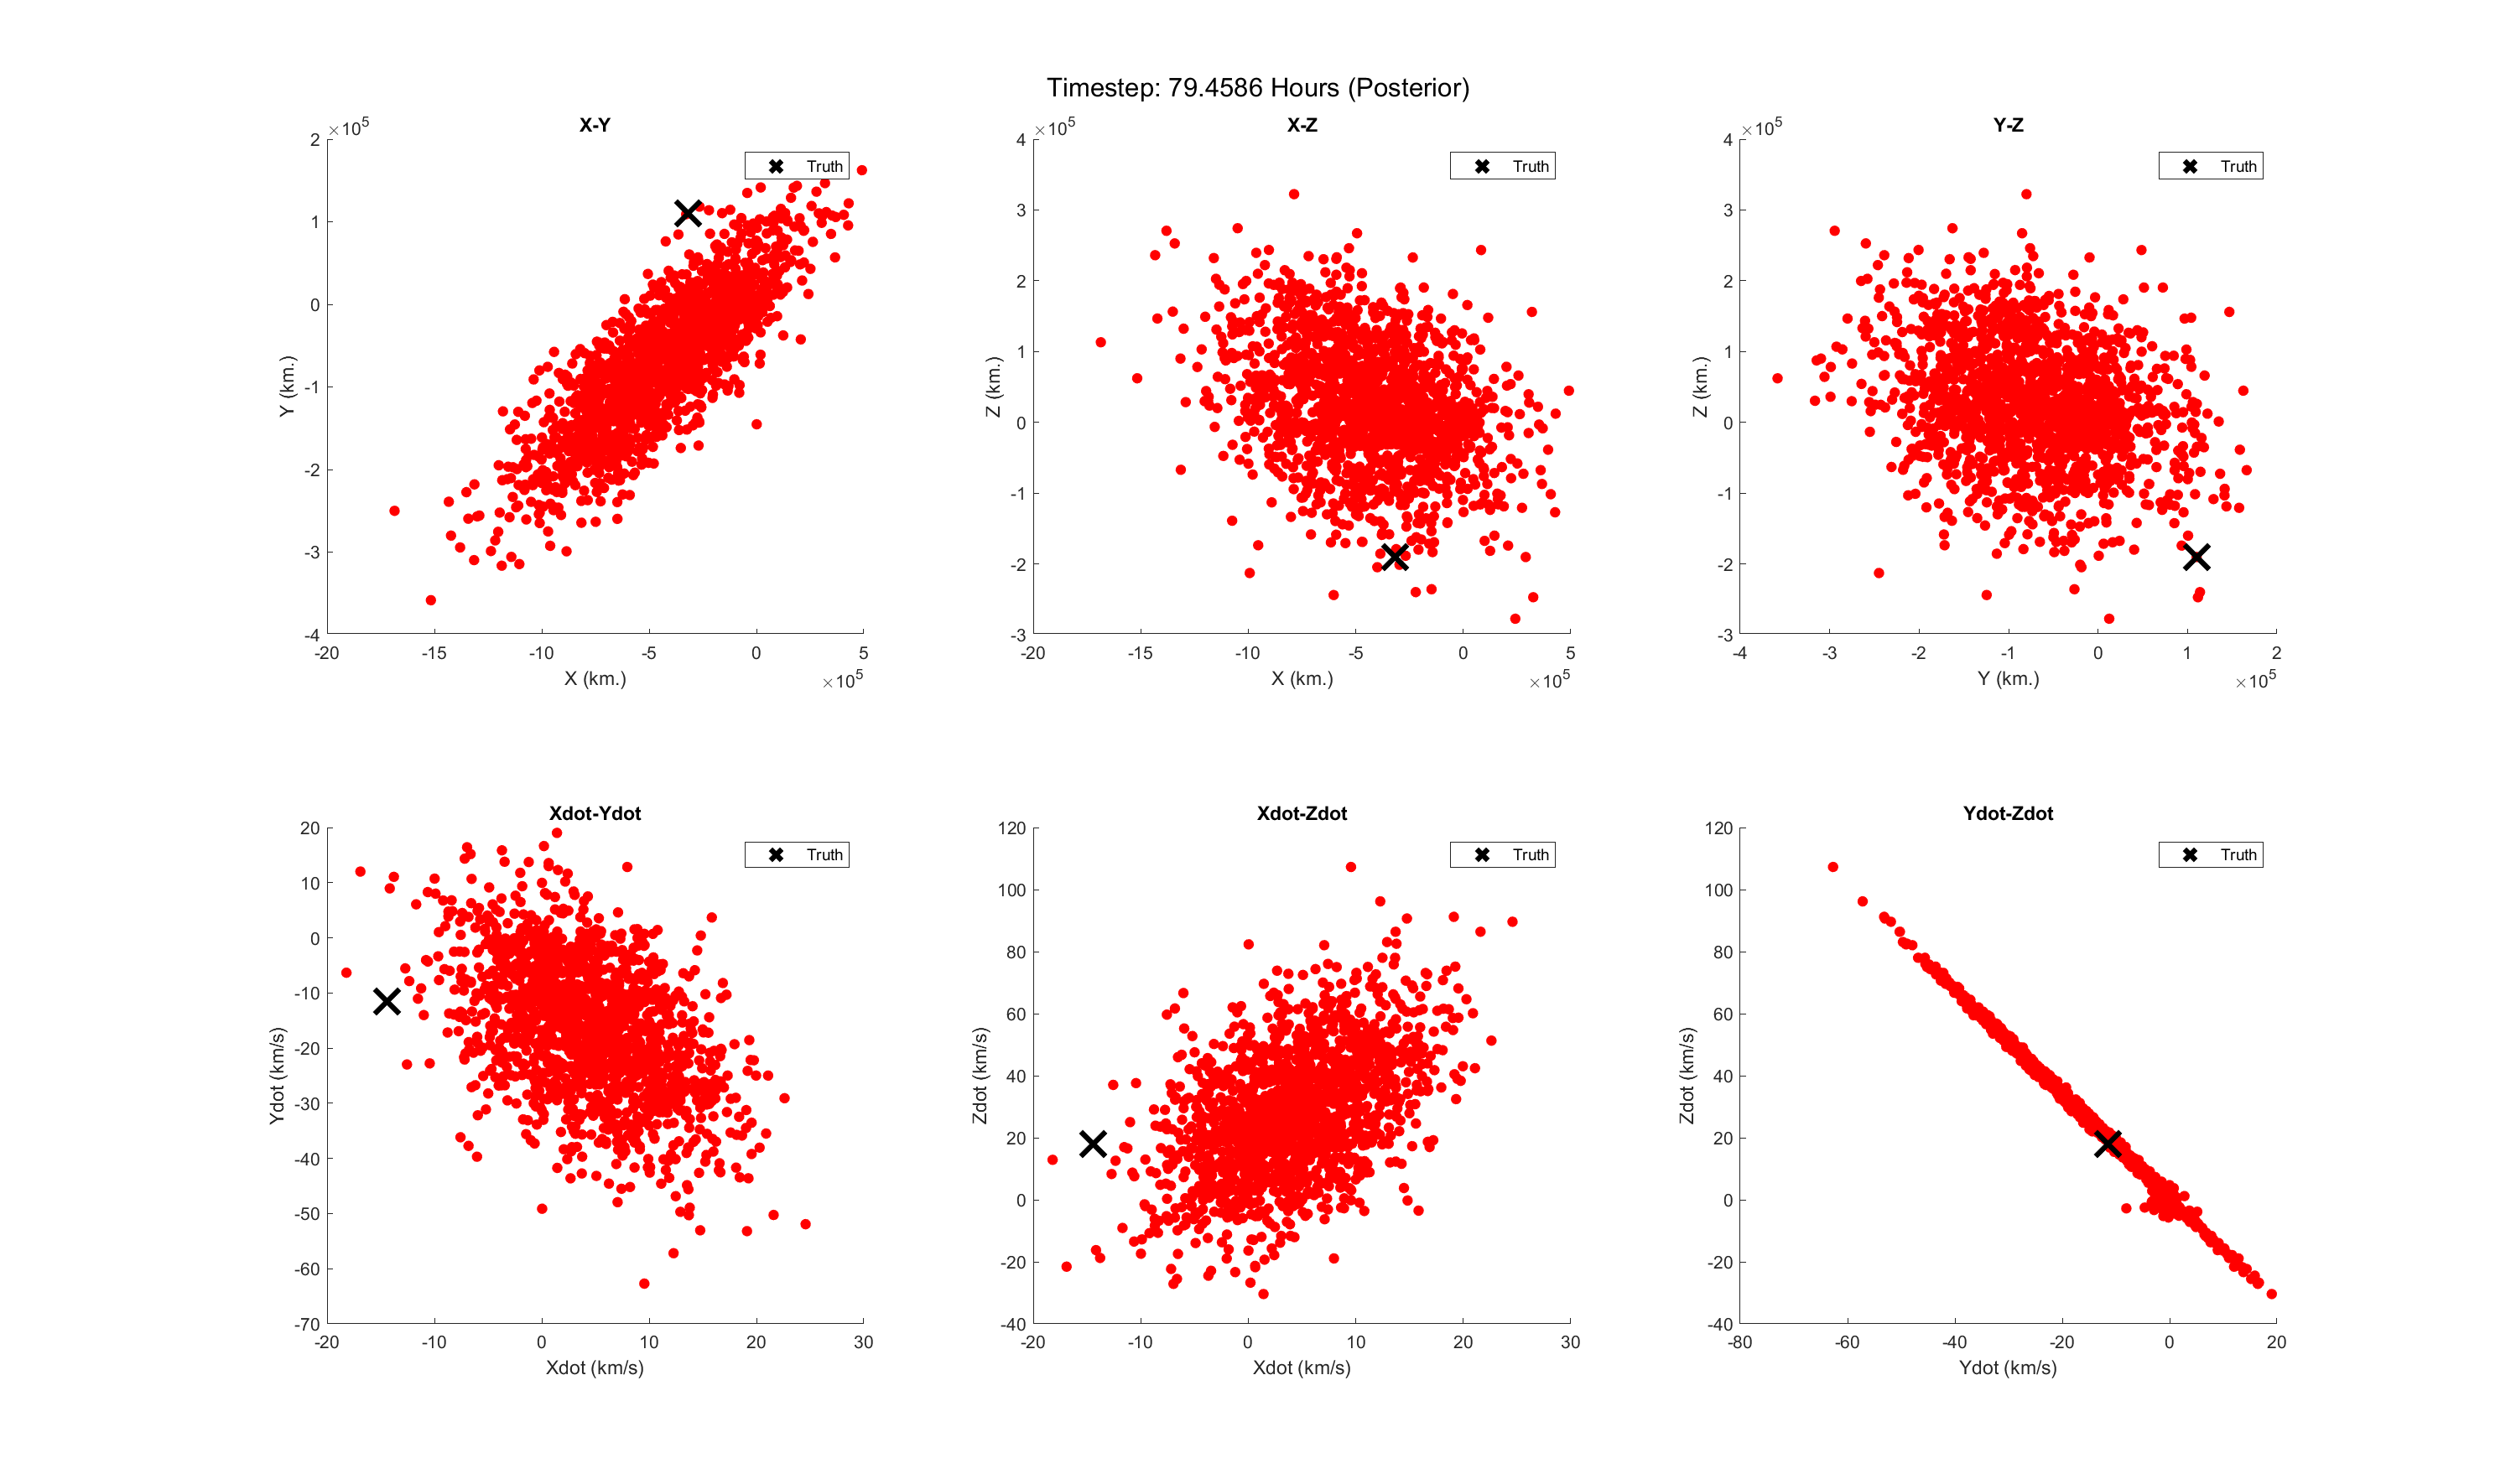 Timestep: 79.4586 Hours (Posterior)
X-Y
×10^5
Truth
2
1
0
-1
-2
-3
-4
Y (km.)
-20 -15 -10 -5 0 5
X (km.)
×10^5
X-Z
×10^5
Truth
4
3
2
1
0
-1
-2
-3
Z (km.)
-20 -15 -10 -5 0 5
X (km.)
×10^5
Y-Z
×10^5
Truth
4
3
2
1
0
-1
-2
-3
Z (km.)
-4 -3 -2 -1 0 1 2
Y (km.)
×10^5
Xdot-Ydot
Truth
20
10
0
-10
-20
-30
-40
-50
-60
-70
Ydot (km/s)
-20 -10 0 10 20 30
Xdot (km/s)
Xdot-Zdot
Truth
120
100
80
60
40
20
0
-20
-40
Zdot (km/s)
-20 -10 0 10 20 30
Xdot (km/s)
Ydot-Zdot
Truth
120
100
80
60
40
20
0
-20
-40
Zdot (km/s)
-80 -60 -40 -20 0 20
Ydot (km/s)